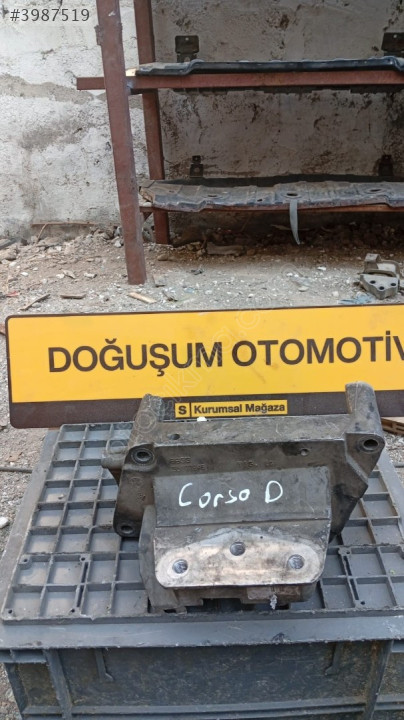 #3987519
DOĞUŞUM OTOMOTİV
S Kurumsal Mağaza
Corso D